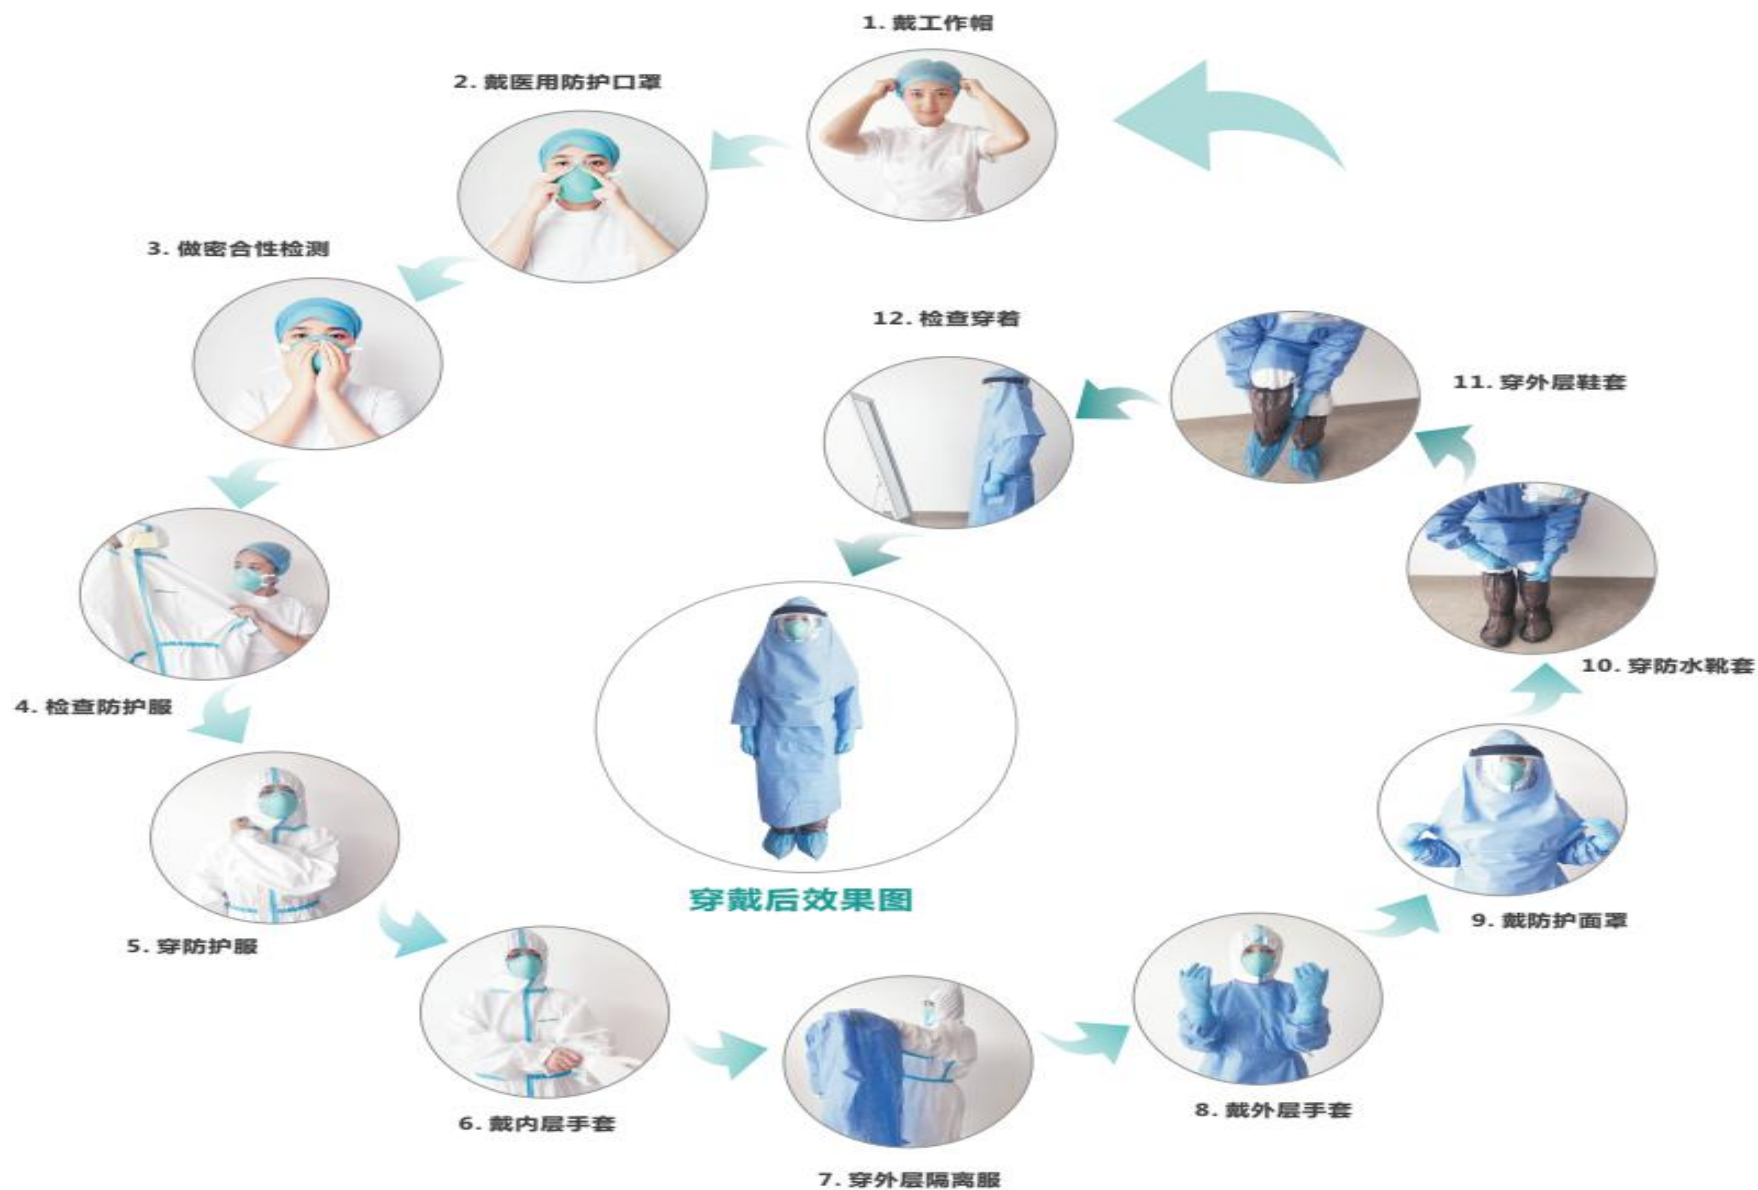 1. 戴工作帽
2. 戴医用防护口罩
3. 做密合性检测
4. 检查防护服
5. 穿防护服
6. 戴内层手套
7. 穿外层隔离服
8. 戴外层手套
9. 戴防护面罩
10. 穿防水靴套
11. 穿外层鞋套
12. 检查穿着
穿戴后效果图